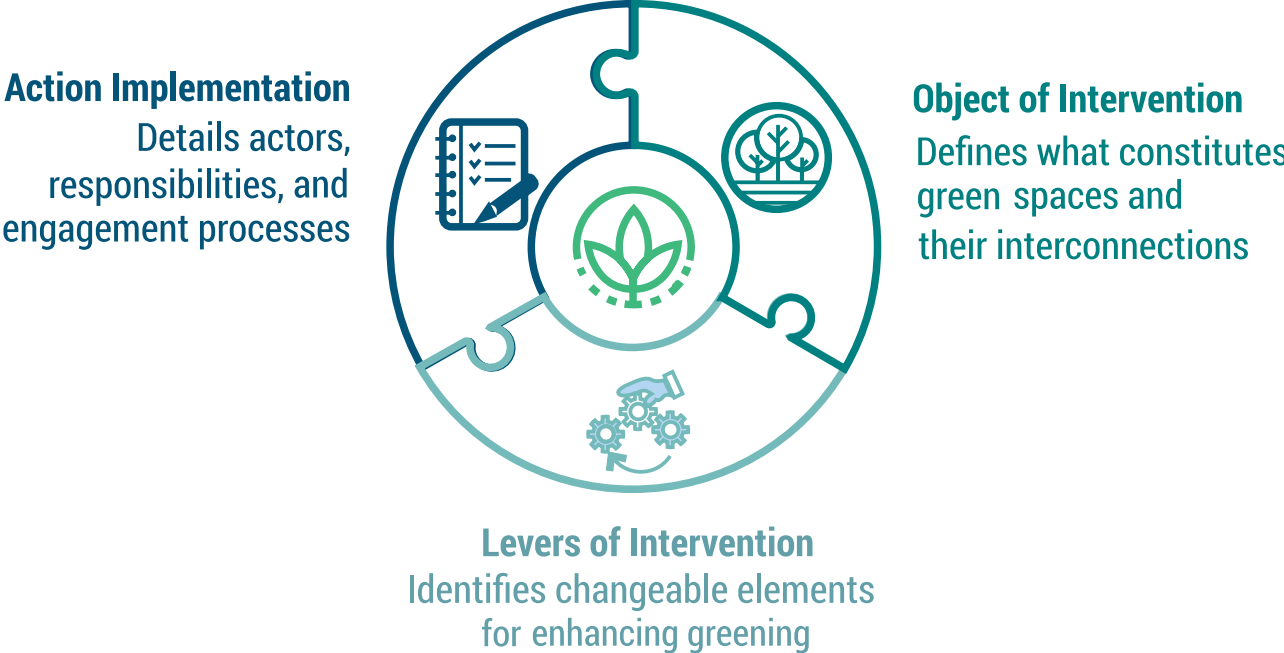 Action Implementation
Details actors,
responsibilities, and
engagement processes
Object of Intervention
Defines what constitutes
green spaces and
their interconnections
Levers of Intervention
Identifies changeable elements
for enhancing greening